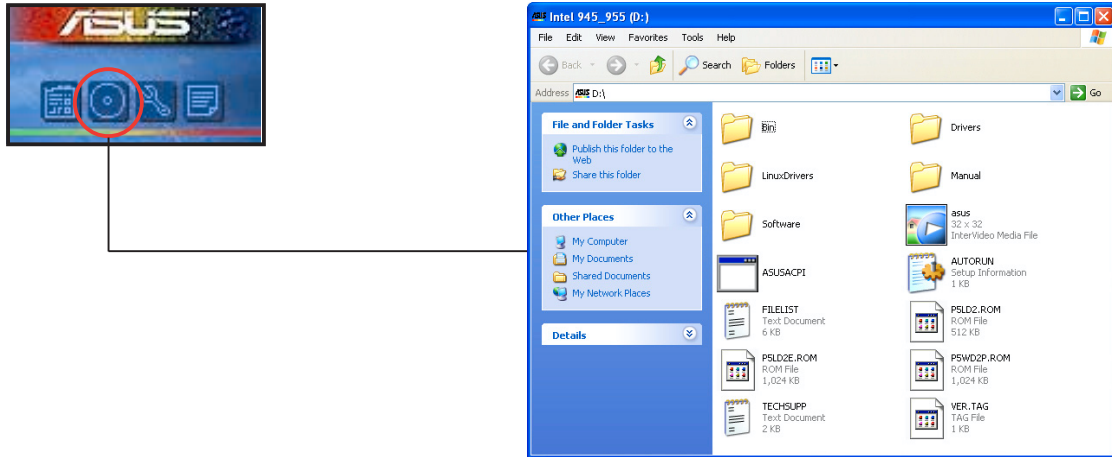 ASUS
Intel 945_955 (D:)
File Edit View Favorites Tools Help
Back Search Folders
Address D:\ Go
File and Folder Tasks
Publish this folder to the
Web
Share this folder
Other Places
My Computer
My Documents
Shared Documents
My Network Places
Details
Bin
Drivers
LinuxDrivers
Manual
Software
asus
32 x 32
InterVideo Media File
ASUSACPI
AUTORUN
Setup Information
1 KB
FILELIST
Text Document
6 KB
P5LD2.ROM
ROM File
512 KB
P5LD2E.ROM
ROM File
1,024 KB
P5WD2P.ROM
ROM File
1,024 KB
TECHSUPP
Text Document
2 KB
VER.TAG
TAG File
1 KB